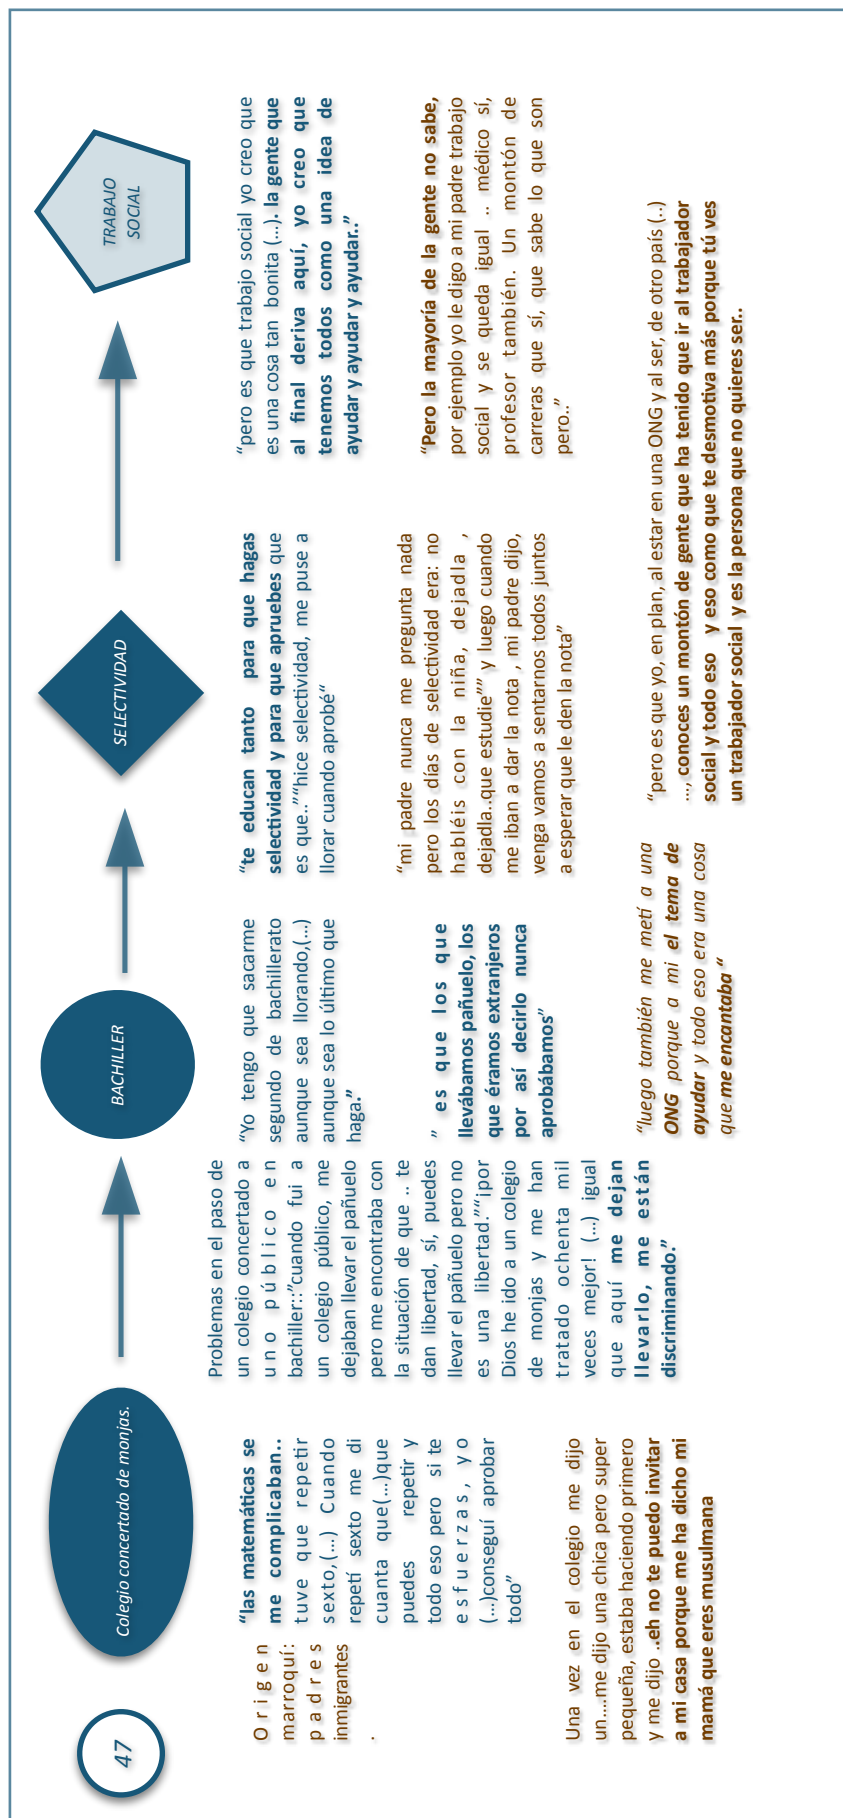 47
Colegio concertado de monjas.
BACHILLER
SELECTIVIDAD
TRABAJO
SOCIAL
Origen
marroquí:
padres
inmigrantes
.
“las matemáticas se
me complicaban..
tuve que repetir
sexto,(...) Cuando
repetí sexto me di
cuanta que(...)que
puedes repetir y
todo eso pero si te
esfuerzas, yo
(...)conseguí aprobar
todo”
Una vez en el colegio me dijo
un....me dijo una chica pero super
pequeña, estaba haciendo primero
y me dijo ..eh no te puedo invitar
a mi casa porque me ha dicho mi
mamá que eres musulmana
Problemas en el paso de
un colegio concertado a
uno público en
bachiller::”cuando fui a
un colegio público, me
dejaban llevar el pañuelo
pero me encontraba con
la situación de que .. te
dan libertad, sí, puedes
llevar el pañuelo pero no
es una libertad.”“¡por
Dios he ido a un colegio
de monjas y me han
tratado ochenta mil
veces mejor! (...) igual
que aquí me dejan
llevarlo, me están
discriminando.”
“Yo tengo que sacarme
segundo de bachillerato
aunque sea llorando,(...)
aunque sea lo último que
haga.”
” es que los que
llevábamos pañuelo, los
que éramos extranjeros
por así decirlo nunca
aprobábamos”
“luego también me metí a una
ONG porque a mi el tema de
ayudar y todo eso era una cosa
que me encantaba “
“te educan tanto para que hagas
selectividad y para que apruebes que
es que..”“hice selectividad, me puse a
llorar cuando aprobé“
“mi padre nunca me pregunta nada
pero los días de selectividad era: no
habléis con la niña, dejadla ,
dejadla..que estudie”” y luego cuando
me iban a dar la nota , mi padre dijo,
venga vamos a sentarnos todos juntos
a esperar que le den la nota”
“pero es que yo, en plan, al estar en una ONG y al ser, de otro país (..)
..., conoces un montón de gente que ha tenido que ir al trabajador
social y todo eso y eso como que te desmotiva más porque tú ves
un trabajador social y es la persona que no quieres ser..
“pero es que trabajo social yo creo que
es una cosa tan bonita (...). la gente que
al final deriva aquí, yo creo que
tenemos todos como una idea de
ayudar y ayudar y ayudar..”
“Pero la mayoría de la gente no sabe,
por ejemplo yo le digo a mi padre trabajo
social y se queda igual .. médico sí,
profesor también. Un montón de
carreras que sí, que sabe lo que son
pero..”